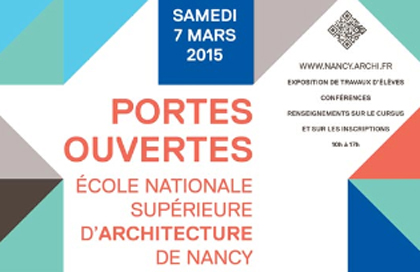 SAMEDI
7 MARS
2015
WWW.NANCY.ARCHI.FR
EXPOSITION DE TRAVAUX D'ÉLÈVES
CONFÉRENCES
RENSEIGNEMENTS SUR LE CURSUS
ET SUR LES INSCRIPTIONS
10h à 17h
PORTES
OUVERTES
ÉCOLE NATIONALE
SUPÉRIEURE
D'ARCHITECTURE
DE NANCY